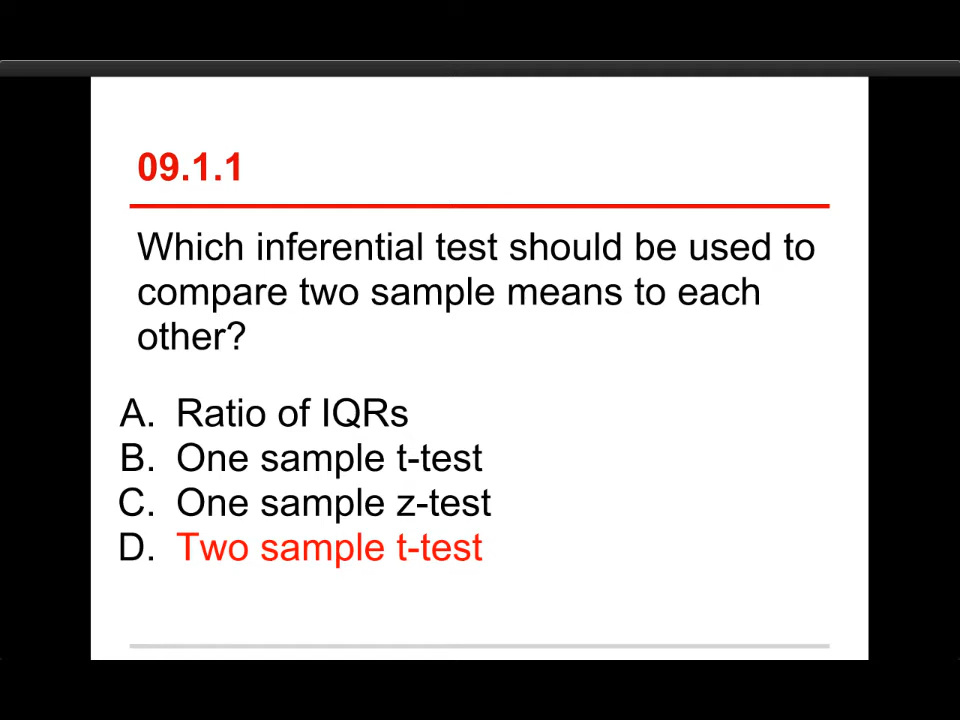 09.1.1
Which inferential test should be used to
compare two sample means to each
other?
A. Ratio of IQRs
B. One sample t-test
C. One sample z-test
D. Two sample t-test